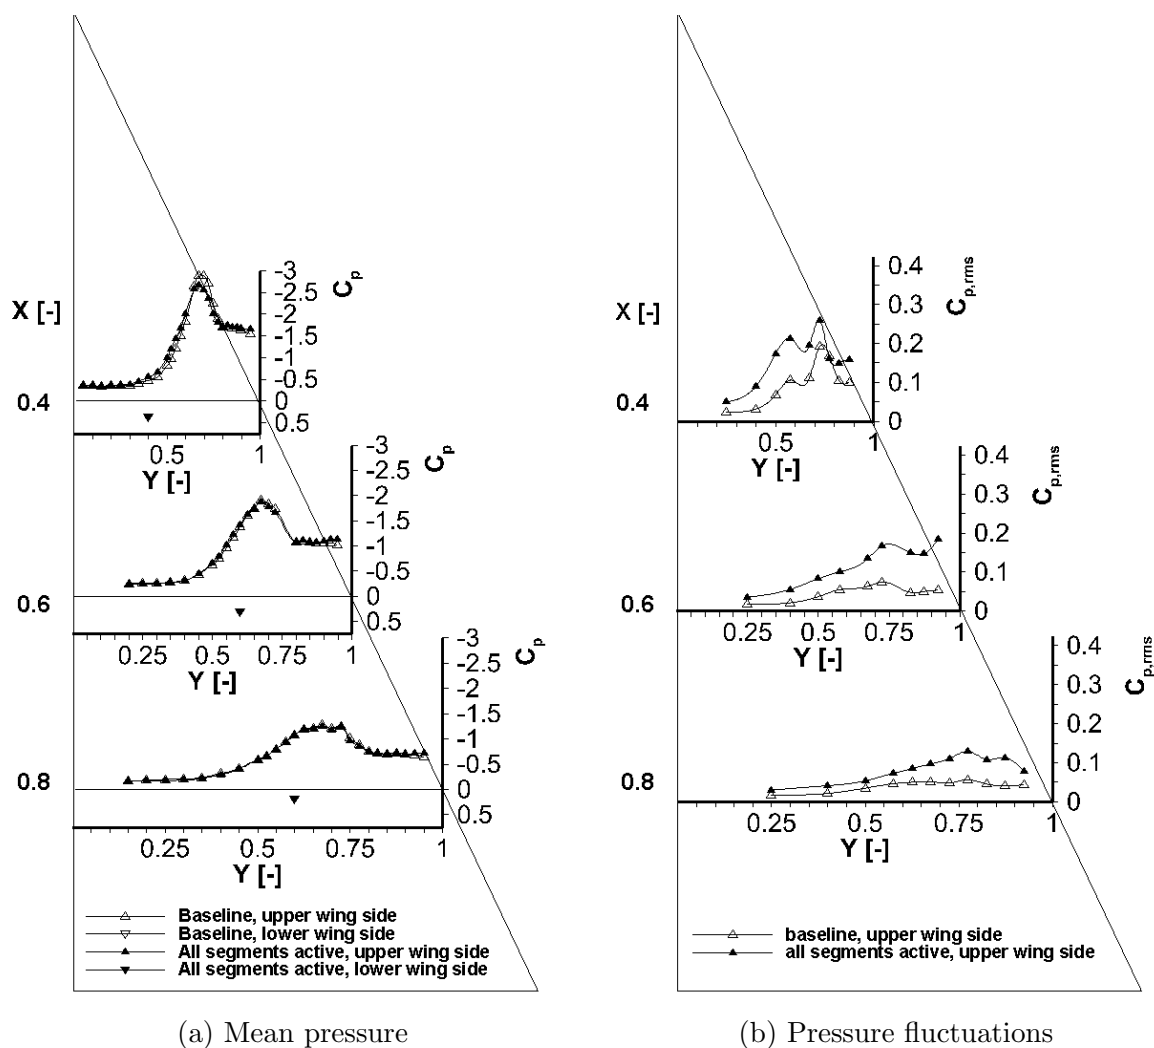 X [-]
0.4
0.6
0.8
-3
-2.5
-2
-1.5
-1
-0.5
0
0.5
Cp
0.5
1
Y [-]
-3
-2.5
-2
-1.5
-1
-0.5
0
0.5
Cp
0.25
0.5
0.75
1
Y [-]
-3
-2.5
-2
-1.5
-1
-0.5
0
0.5
Cp
0.25
0.5
0.75
1
Y [-]
Baseline, upper wing side
Baseline, lower wing side
All segments active, upper wing side
All segments active, lower wing side
(a) Mean pressure
X [-]
0.4
0.6
0.8
0.4
0.3
0.2
0.1
0
Cp,rms
0.5
1
Y [-]
0.4
0.3
0.2
0.1
0
Cp,rms
0.25
0.5
0.75
1
Y [-]
0.4
0.3
0.2
0.1
0
Cp,rms
0.25
0.5
0.75
1
Y [-]
baseline, upper wing side
all segments active, upper wing side
(b) Pressure fluctuations